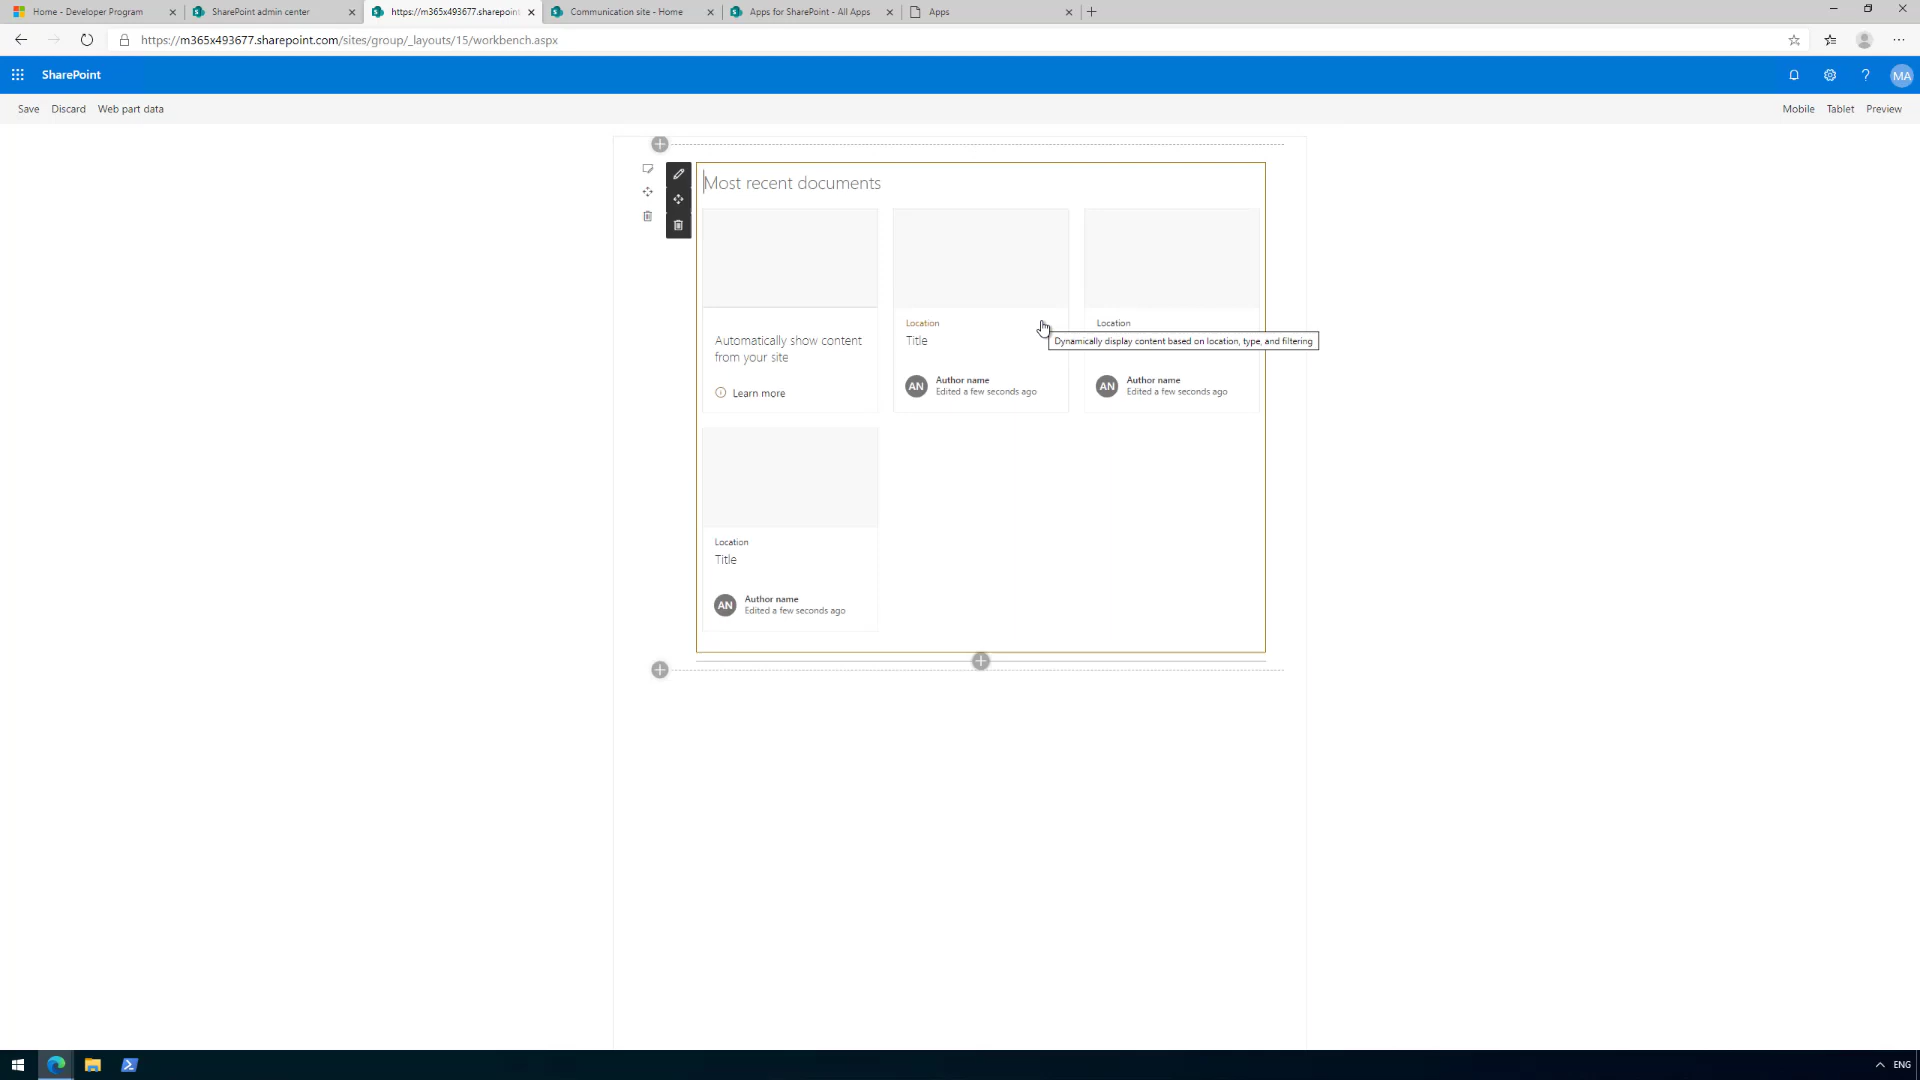 Home - Developer Program
SharePoint admin center
https://m365x493677.sharepoint
Communication site - Home
Apps for SharePoint - All Apps
Apps
https://m365x493677.sharepoint.com/sites/group/_layouts/15/workbench.aspx
SharePoint
MA
Save
Discard
Web part data
Mobile
Tablet
Preview
Most recent documents
Automatically show content
from your site
Learn more
Location
Title
AN
Author name
Edited a few seconds ago
Location
Dynamically display content based on location, type, and filtering
AN
Author name
Edited a few seconds ago
Location
Title
AN
Author name
Edited a few seconds ago
ENG